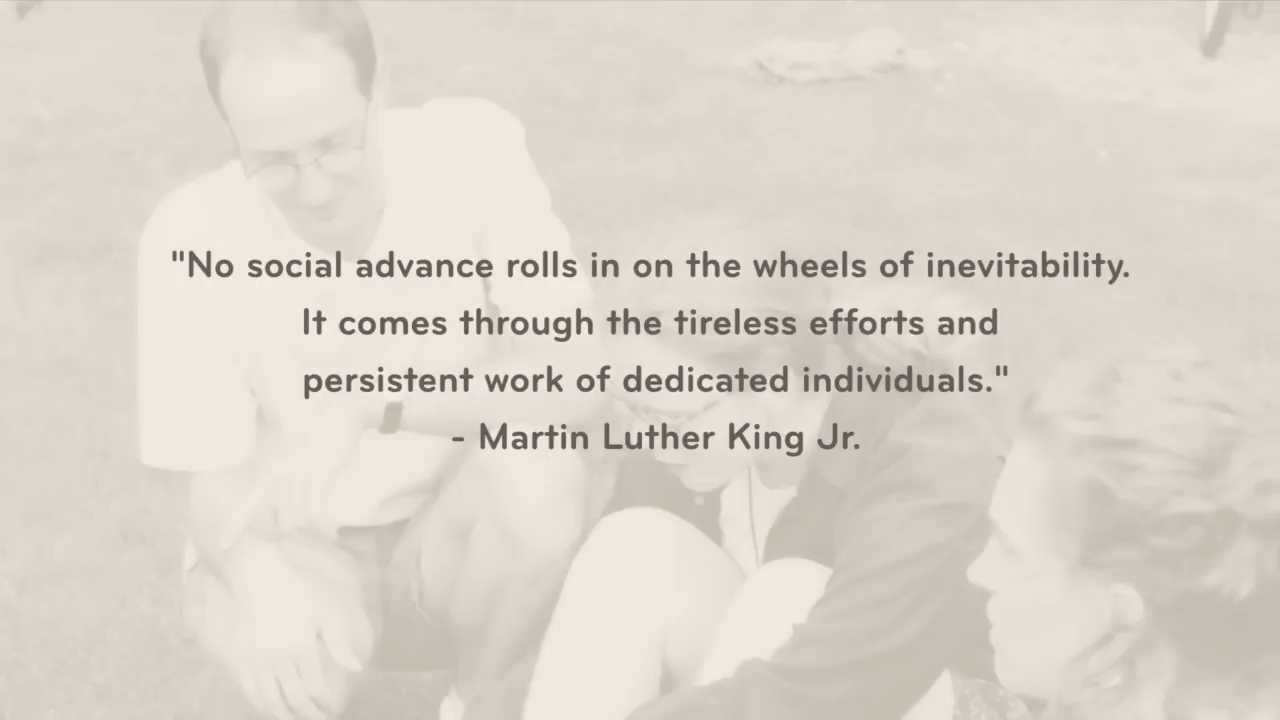 "No social advance rolls in on the wheels of inevitability.
It comes through the tireless efforts and
persistent work of dedicated individuals."
- Martin Luther King Jr.